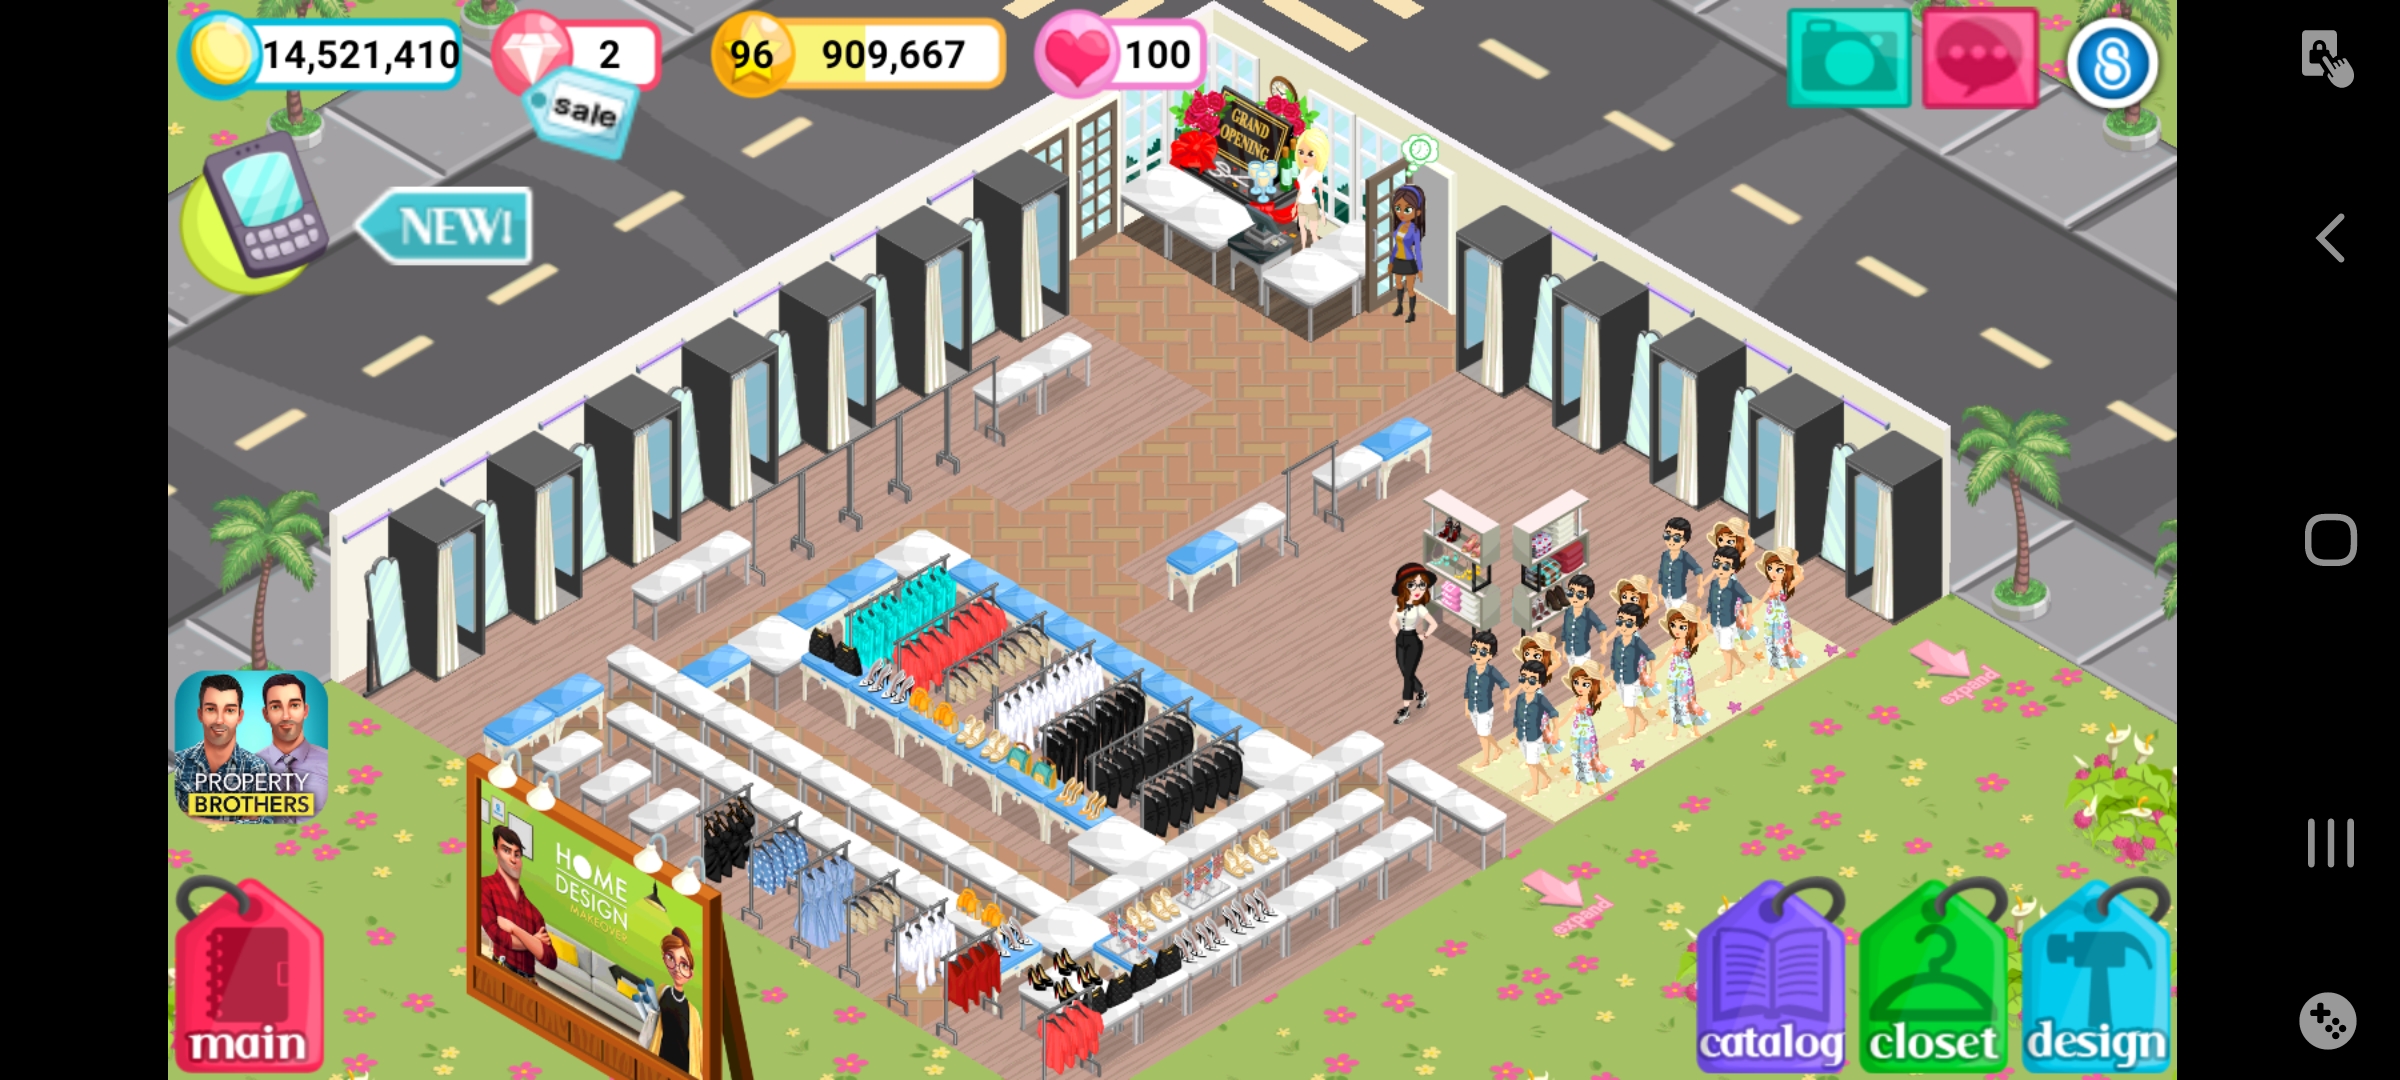 14,521,410
2
96
909,667
100
sale
NEW!
GRAND
OPENING
PROPERTY
BROTHERS
HOME
DESIGN
MAKEOVER
expand
expand
main
catalog
closet
design